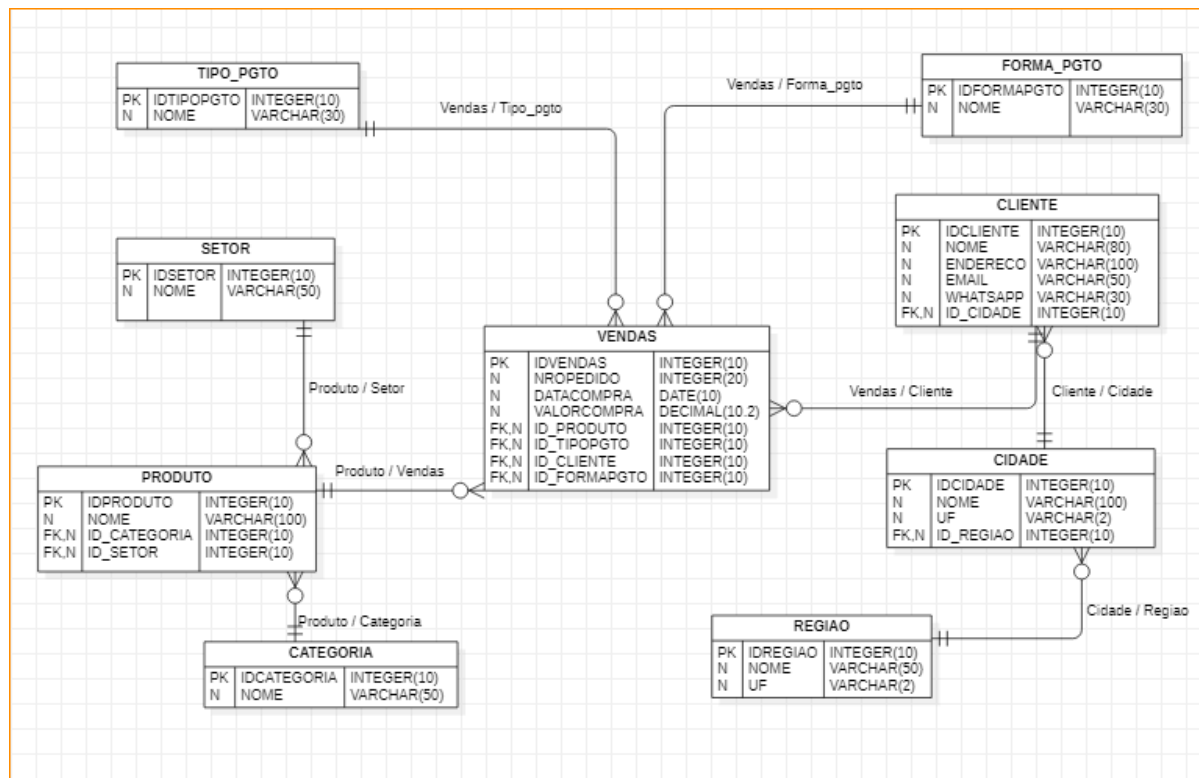 TIPO_PGTO
PK IDTIPOPGTO INTEGER(10)
N NOME VARCHAR(30)
Vendas / Tipo_pgto
Vendas / Forma_pgto
FORMA_PGTO
PK IDFORMAPGTO INTEGER(10)
N NOME VARCHAR(30)
CLIENTE
PK IDCLIENTE INTEGER(10)
N NOME VARCHAR(80)
N ENDERECO VARCHAR(100)
N EMAIL VARCHAR(50)
N WHATSAPP VARCHAR(30)
FK,N ID_CIDADE INTEGER(10)
SETOR
PK IDSETOR INTEGER(10)
N NOME VARCHAR(50)
Produto / Setor
VENDAS
PK IDVENDAS INTEGER(10)
N NROPEDIDO INTEGER(20)
N DATACOMPRA DATE(10)
N VALORCOMPRA DECIMAL(10.2)
FK,N ID_PRODUTO INTEGER(10)
FK,N ID_TIPOPGTO INTEGER(10)
FK,N ID_CLIENTE INTEGER(10)
FK,N ID_FORMAPGTO INTEGER(10)
Vendas / Cliente
Cliente / Cidade
Produto / Vendas
PRODUTO
PK IDPRODUTO INTEGER(10)
N NOME VARCHAR(100)
FK,N ID_CATEGORIA INTEGER(10)
FK,N ID_SETOR INTEGER(10)
CIDADE
PK IDCIDADE INTEGER(10)
N NOME VARCHAR(100)
N UF VARCHAR(2)
FK,N ID_REGIAO INTEGER(10)
Produto / Categoria
Cidade / Regiao
CATEGORIA
PK IDCATEGORIA INTEGER(10)
N NOME VARCHAR(50)
REGIAO
PK IDREGIAO INTEGER(10)
N NOME VARCHAR(50)
N UF VARCHAR(2)